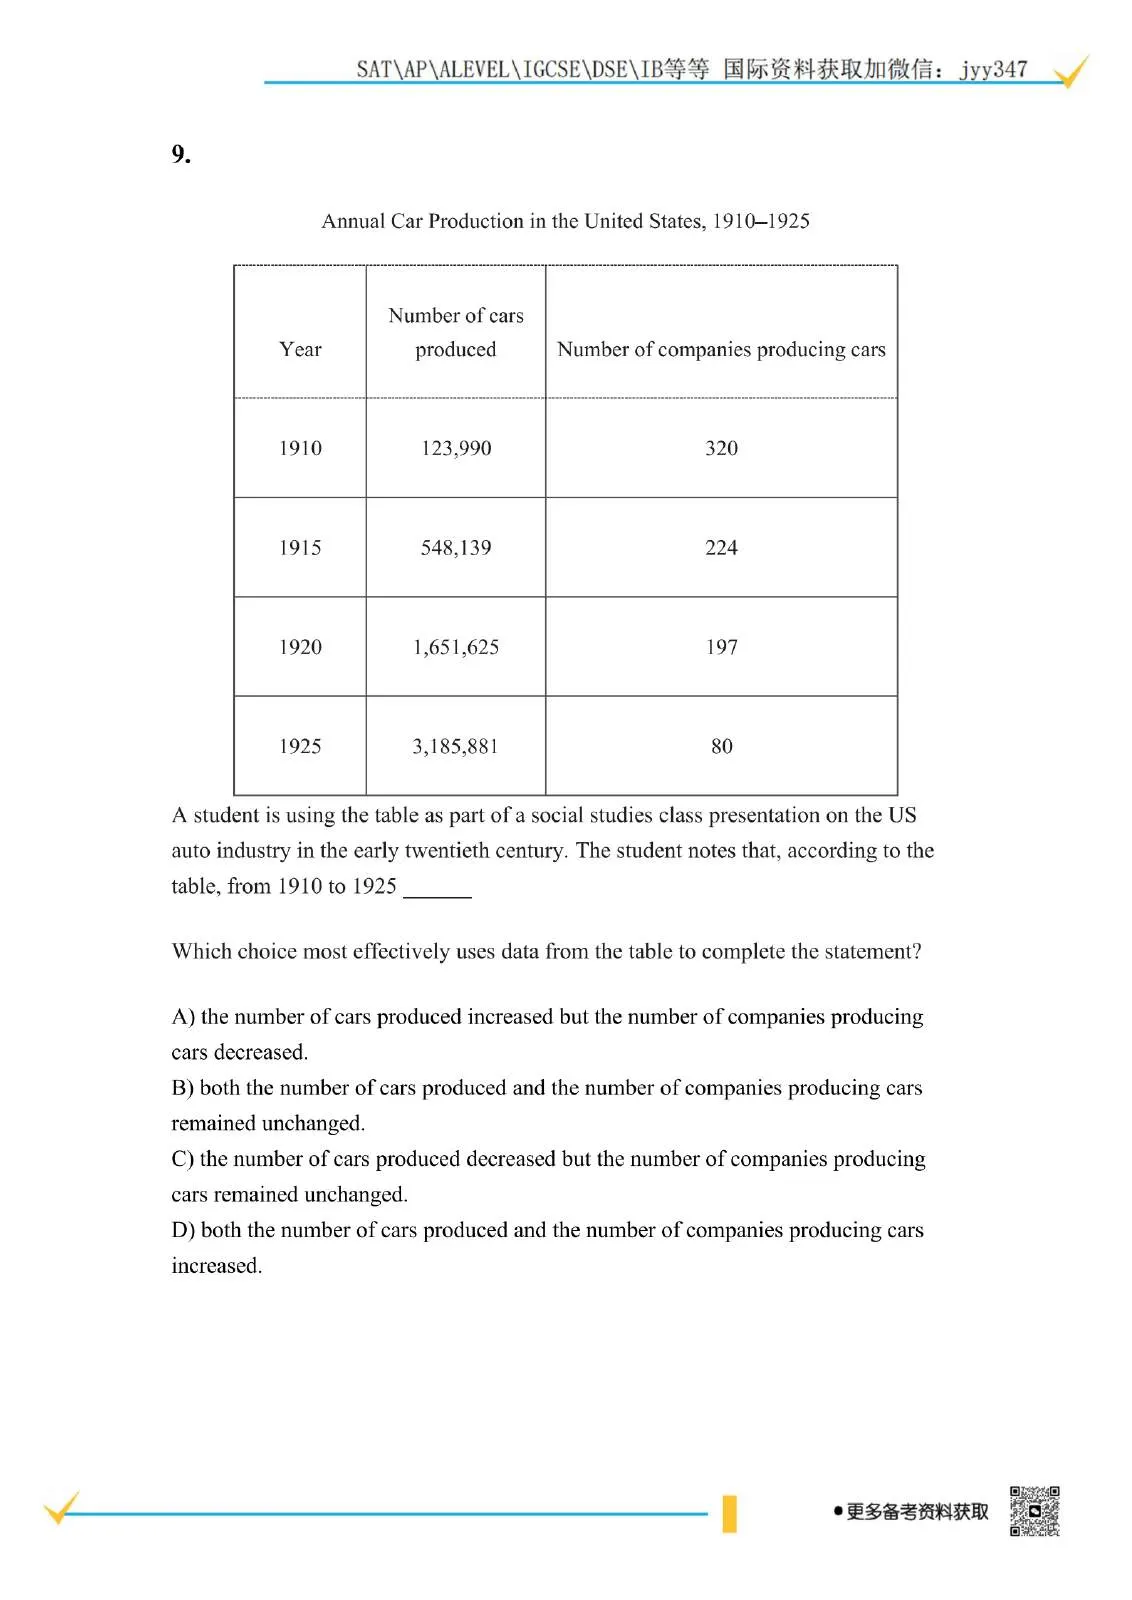 SAT\AP\ALEVEL\IGCSE\DSE\IB等等 国际资料获取加微信: jyy347
9.
Annual Car Production in the United States, 1910–1925
Year
Number of cars
produced
Number of companies producing cars
1910 123,990 320
1915 548,139 224
1920 1,651,625 197
1925 3,185,881 80
A student is using the table as part of a social studies class presentation on the US
auto industry in the early twentieth century. The student notes that, according to the
table, from 1910 to 1925 ______
Which choice most effectively uses data from the table to complete the statement?
A) the number of cars produced increased but the number of companies producing
cars decreased.
B) both the number of cars produced and the number of companies producing cars
remained unchanged.
C) the number of cars produced decreased but the number of companies producing
cars remained unchanged.
D) both the number of cars produced and the number of companies producing cars
increased.
•更多备考资料获取